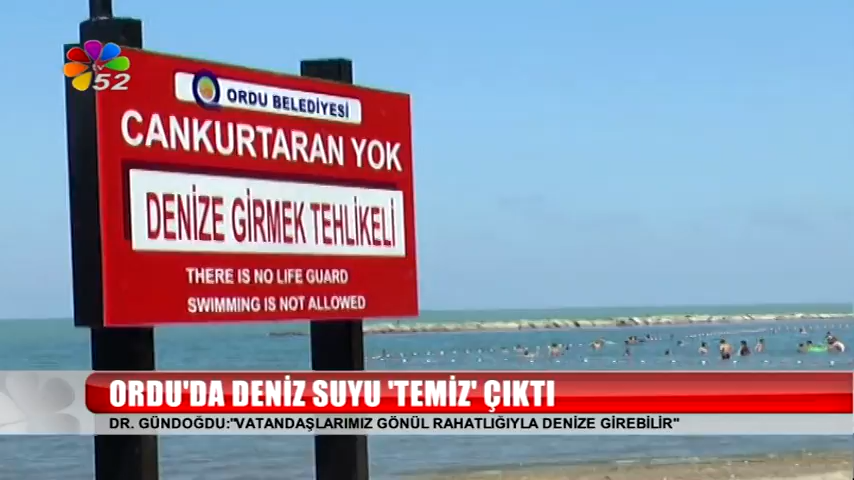 tv
52
ORDU BELEDİYESİ
CANKURTARAN YOK
DENİZE GİRMEK TEHLİKELİ
THERE IS NO LIFE GUARD
SWIMMING IS NOT ALLOWED
ORDU'DA DENİZ SUYU 'TEMİZ' ÇIKTI
DR. GÜNDOĞDU:"VATANDAŞLARIMIZ GÖNÜL RAHATLIĞIYLA DENİZE GİREBİLİR"